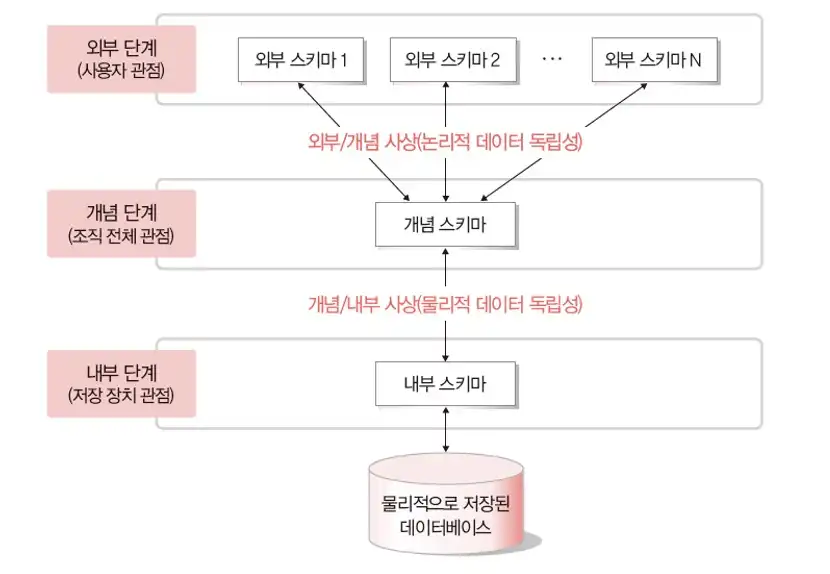 외부 단계
(사용자 관점)
외부 스키마 1
외부 스키마 2
···
외부 스키마 N
외부/개념 사상(논리적 데이터 독립성)
개념 단계
(조직 전체 관점)
개념 스키마
개념/내부 사상(물리적 데이터 독립성)
내부 단계
(저장 장치 관점)
내부 스키마
물리적으로 저장된
데이터베이스